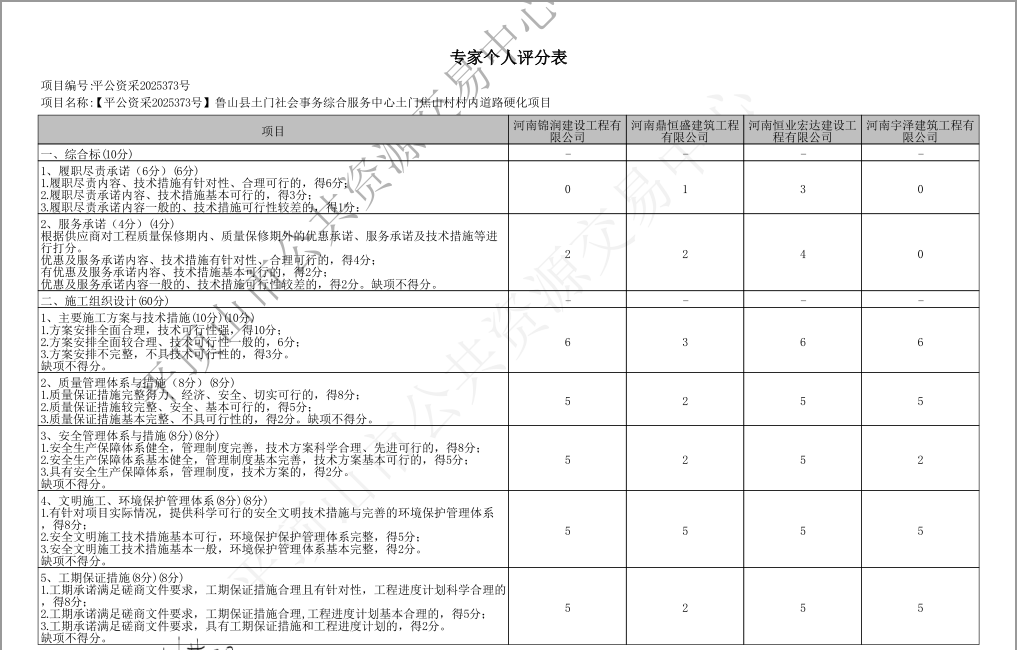 专家个人评分表
项目编号:平公资采2025373号
项目名称:【平公资采2025373号】鲁山县土门社会事务综合服务中心土门焦山村村内道路硬化项目
项目 河南锦润建设工程有限公司 河南鼎恒盛建筑工程有限公司 河南恒业宏达建设工程有限公司 河南宇泽建筑工程有限公司
一、综合标(10分) – – – –
1、履职尽责承诺（6分）(6分)
1.履职尽责内容、技术措施有针对性、合理可行的，得6分；
2.履职尽责承诺内容、技术措施基本可行的，得3分；
3.履职尽责承诺内容一般的、技术措施可行性较差的，得1分；
0 1 3 0
2、服务承诺（4分）(4分)
根据供应商对工程质量保修期内、质量保修期外的优惠承诺、服务承诺及技术措施等进
行打分。
优惠及服务承诺内容、技术措施有针对性、合理可行的，得4分；
有优惠及服务承诺内容、技术措施基本可行的，得2分；
优惠及服务承诺内容一般的、技术措施可行性较差的，得2分。缺项不得分。
2 2 4 0
二、施工组织设计(60分) – – – –
1、主要施工方案与技术措施(10分)(10分)
1.方案安排全面合理，技术可行性强，得10分；
2.方案安排全面较合理、技术可行性一般的，6分；
3.方案安排不完整，不具技术可行性的，得3分。
缺项不得分。
6 3 6 6
2、质量管理体系与措施（8分）(8分)
1.质量保证措施完整得力、经济、安全、切实可行的，得8分；
2.质量保证措施较完整、安全、基本可行的，得5分；
3.质量保证措施基本完整、不具可行性的，得2分。缺项不得分。
5 2 5 5
3、安全管理体系与措施(8分)(8分)
1.安全生产保障体系健全，管理制度完善，技术方案科学合理、先进可行的，得8分；
2.安全生产保障体系基本健全，管理制度基本完善，技术方案基本可行的，得5分；
3.具有安全生产保障体系，管理制度，技术方案的，得2分。
缺项不得分。
5 2 5 2
4、文明施工、环境保护管理体系(8分)(8分)
1.有针对项目实际情况，提供科学可行的安全文明技术措施与完善的环境保护管理体系
，得8分；
2.安全文明施工技术措施基本可行，环境保护保护管理体系完整，得5分；
3.安全文明施工技术措施基本一般，环境保护管理体系基本完整，得2分。
缺项不得分。
5 5 5 5
5、工期保证措施(8分)(8分)
1.工期承诺满足磋商文件要求，工期保证措施合理且有针对性，工程进度计划科学合理的
，得8分；
2.工期承诺满足磋商文件要求，工期保证措施合理,工程进度计划基本合理的，得5分；
3.工期承诺满足磋商文件要求，具有工期保证措施和工程进度计划的，得2分。
缺项不得分。
5 2 5 5
平顶山市公共资源交易中心
平顶山市公共资源交易中心